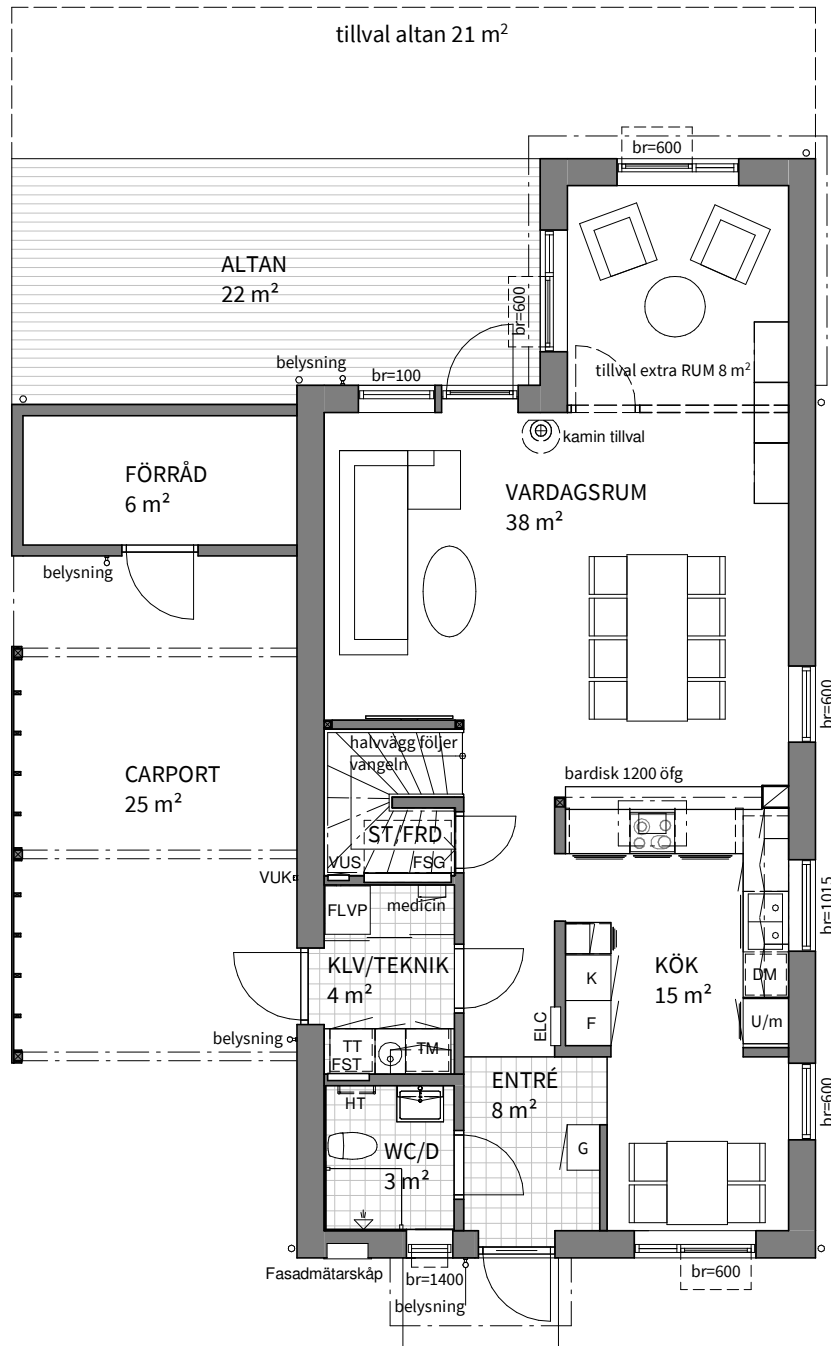 tillval altan 21 m²
br=600
ALTAN
22 m²
br=600
belysning
br=100
tillval extra RUM 8 m²
kamin tillval
FÖRRÅD
6 m²
VARDAGSRUM
38 m²
belysning
br=600
halvvägg följer
vangeln
bardisk 1200 öfg
CARPORT
25 m²
ST/FRD
VUS
FSG
VUK
FLVP
medicin
br=1015
KLV/TEKNIK
4 m²
K
KÖK
15 m²
DM
F
U/m
ELC
belysning
TT
FST
TM
ENTRÉ
8 m²
HT
br=600
G
WC/D
3 m²
Fasadmätarskåp
br=1400
belysning
br=600